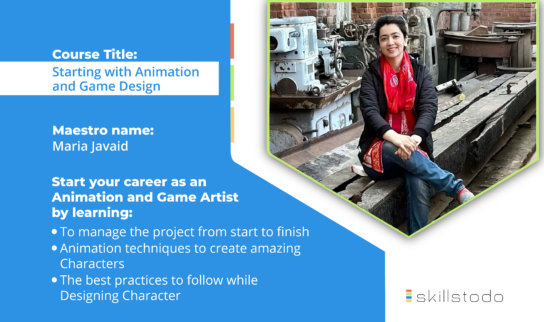 Course Title:
Starting with Animation
and Game Design
Maestro name:
Maria Javaid
Start your career as an
Animation and Game Artist
by learning:
• To manage the project from start to finish
• Animation techniques to create amazing
Characters
• The best practices to follow while
Designing Character
skillstodo